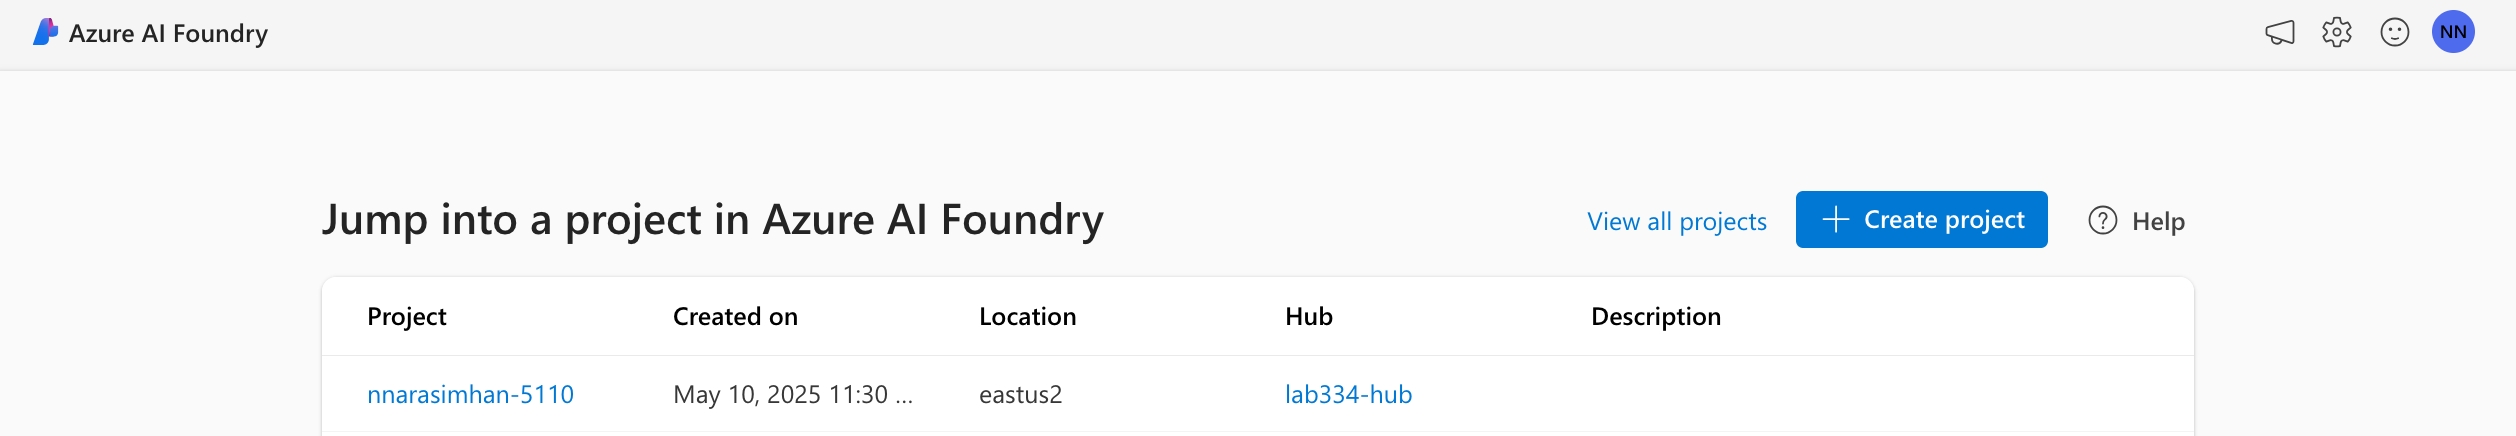 Azure AI Foundry
NN
Jump into a project in Azure AI Foundry
View all projects
Create project
Help
Project Created on Location Hub Description
nnarasimhan-5110 May 10, 2025 11:30 ... eastus2 lab334-hub